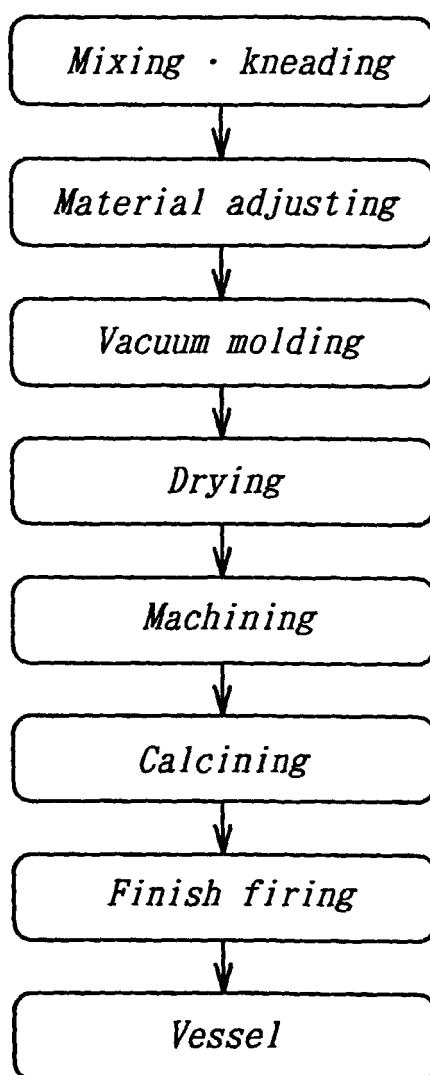 Mixing · kneading
Material adjusting
Vacuum molding
Drying
Machining
Calcining
Finish firing
Vessel